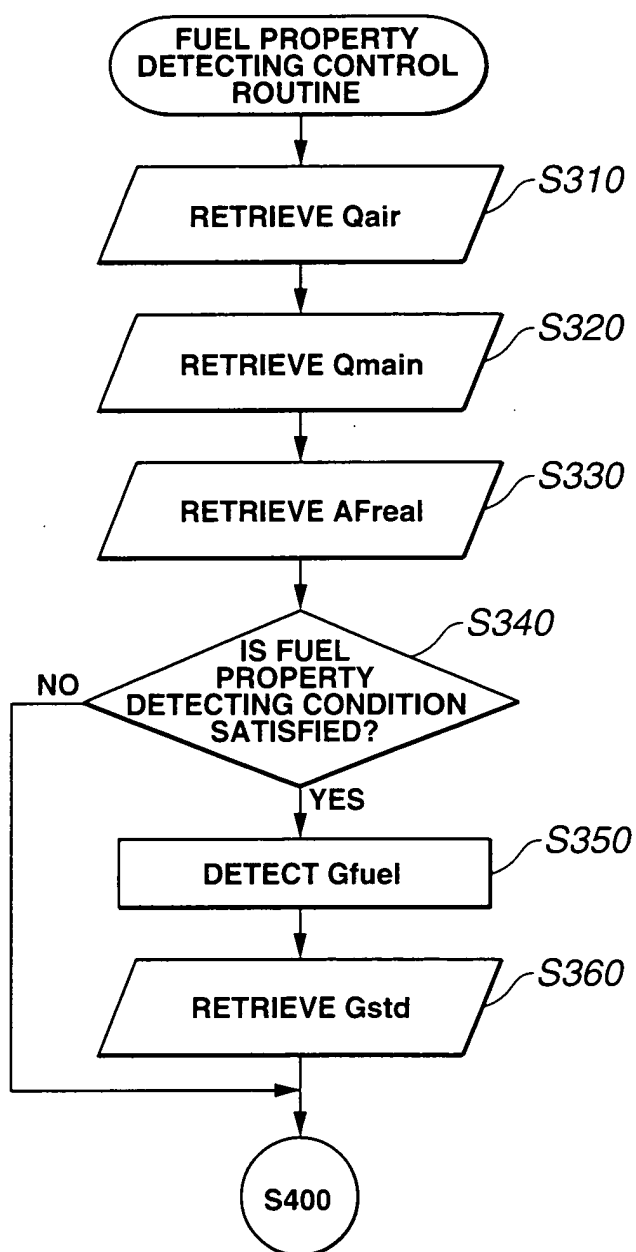 FUEL PROPERTY
DETECTING CONTROL
ROUTINE
RETRIEVE Qair
S310
RETRIEVE Qmain
S320
RETRIEVE AFreal
S330
IS FUEL
PROPERTY
DETECTING CONDITION
SATISFIED?
S340
NO
YES
DETECT Gfuel
S350
RETRIEVE Gstd
S360
S400